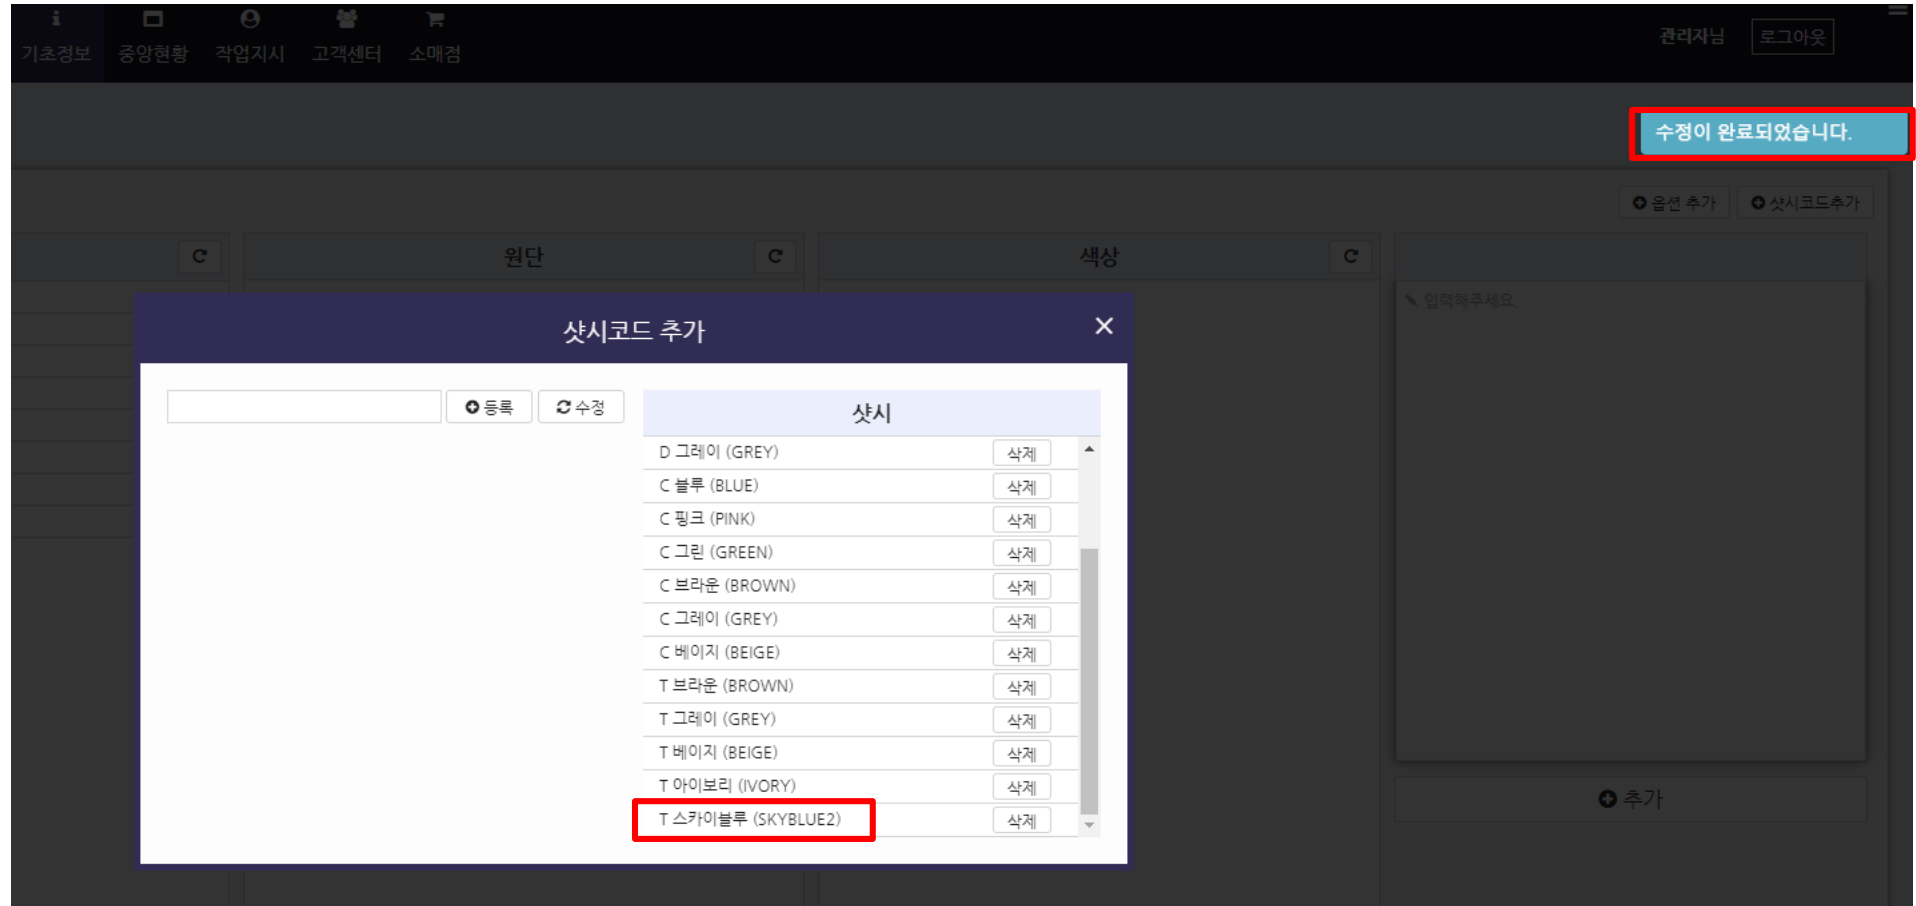 기초정보 중앙현황 작업지시 고객센터 소매점
관리자님 로그아웃
수정이 완료되었습니다.
옵션 추가 샷시코드추가
원단 색상
입력해주세요.
샷시코드 추가
등록 수정
샷시
D 그레이 (GREY) 삭제
C 블루 (BLUE) 삭제
C 핑크 (PINK) 삭제
C 그린 (GREEN) 삭제
C 브라운 (BROWN) 삭제
C 그레이 (GREY) 삭제
C 베이지 (BEIGE) 삭제
T 브라운 (BROWN) 삭제
T 그레이 (GREY) 삭제
T 베이지 (BEIGE) 삭제
T 아이보리 (IVORY) 삭제
T 스카이블루 (SKYBLUE2) 삭제
추가